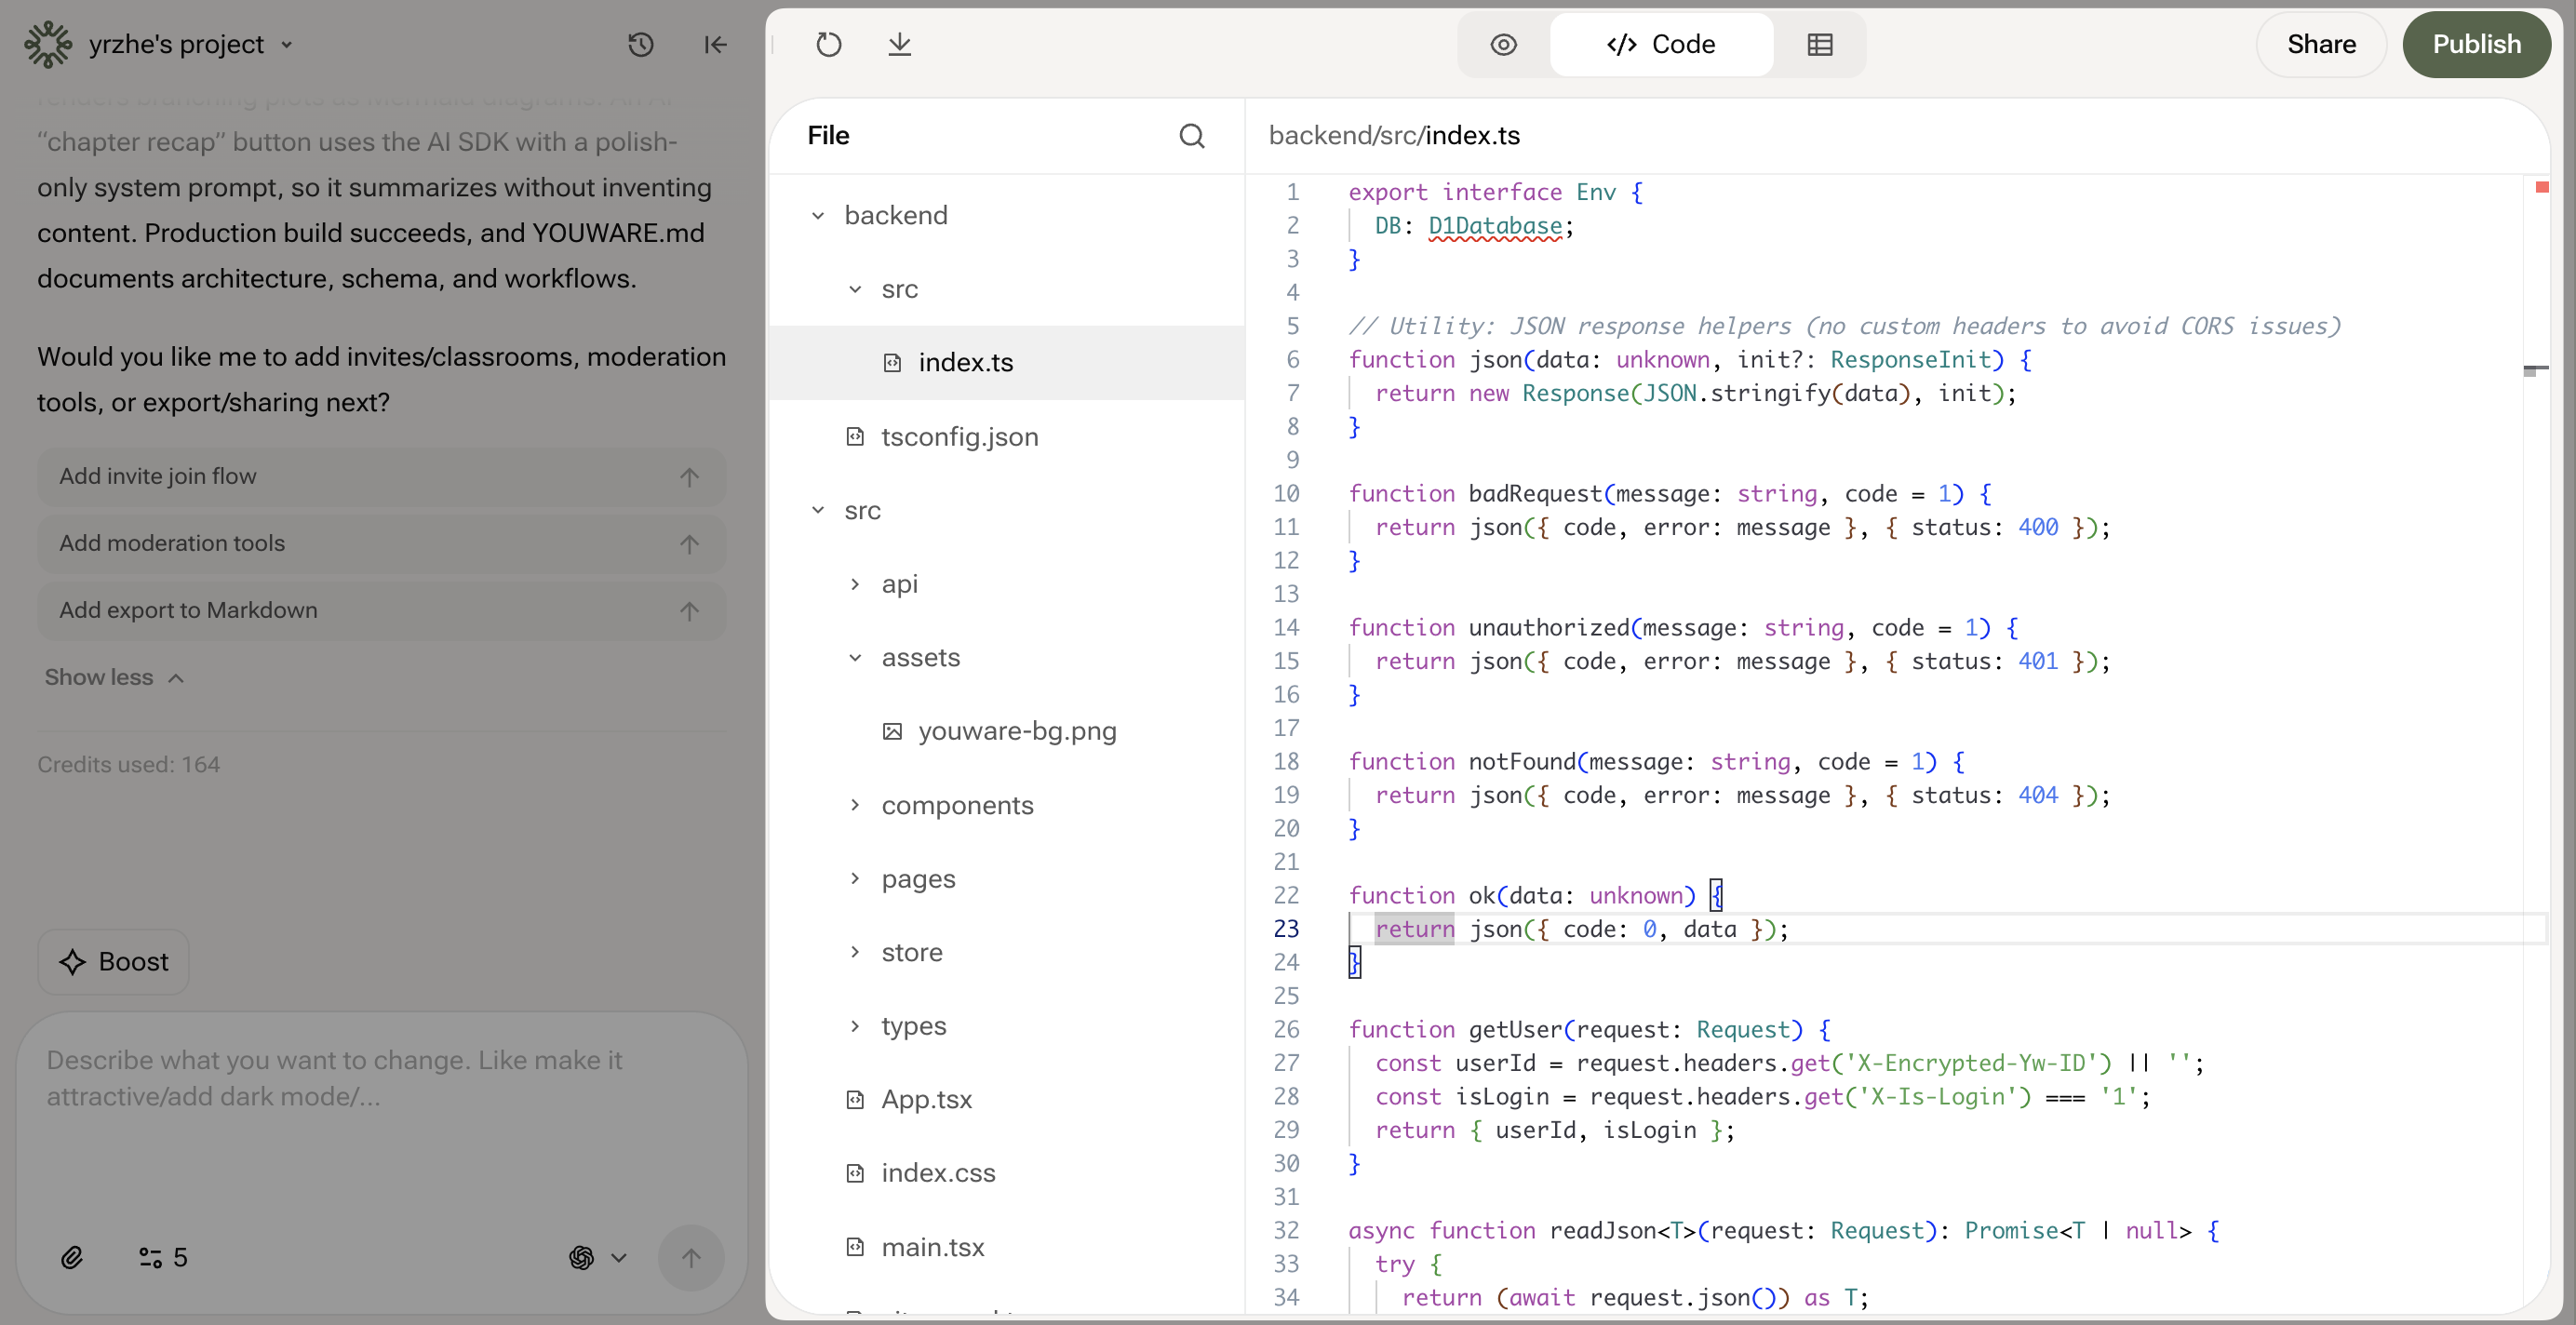 yrzhe's project
“chapter recap” button uses the AI SDK with a polish-
only system prompt, so it summarizes without inventing
content. Production build succeeds, and YOUWARE.md
documents architecture, schema, and workflows.
Would you like me to add invites/classrooms, moderation
tools, or export/sharing next?
Add invite join flow
Add moderation tools
Add export to Markdown
Show less
Credits used: 164
Boost
Describe what you want to change. Like make it
attractive/add dark mode/...
5
</> Code
Share
Publish
File
backend
src
index.ts
tsconfig.json
src
api
assets
youware-bg.png
components
pages
store
types
App.tsx
index.css
main.tsx
backend/src/index.ts
1 export interface Env {
2 DB: D1Database;
3 }
4
5 // Utility: JSON response helpers (no custom headers to avoid CORS issues)
6 function json(data: unknown, init?: ResponseInit) {
7 return new Response(JSON.stringify(data), init);
8 }
9
10 function badRequest(message: string, code = 1) {
11 return json({ code, error: message }, { status: 400 });
12 }
13
14 function unauthorized(message: string, code = 1) {
15 return json({ code, error: message }, { status: 401 });
16 }
17
18 function notFound(message: string, code = 1) {
19 return json({ code, error: message }, { status: 404 });
20 }
21
22 function ok(data: unknown) {
23 return json({ code: 0, data });
24 }
25
26 function getUser(request: Request) {
27 const userId = request.headers.get('X-Encrypted-Yw-ID') || '';
28 const isLogin = request.headers.get('X-Is-Login') === '1';
29 return { userId, isLogin };
30 }
31
32 async function readJson<T>(request: Request): Promise<T | null> {
33 try {
34 return (await request.json()) as T;